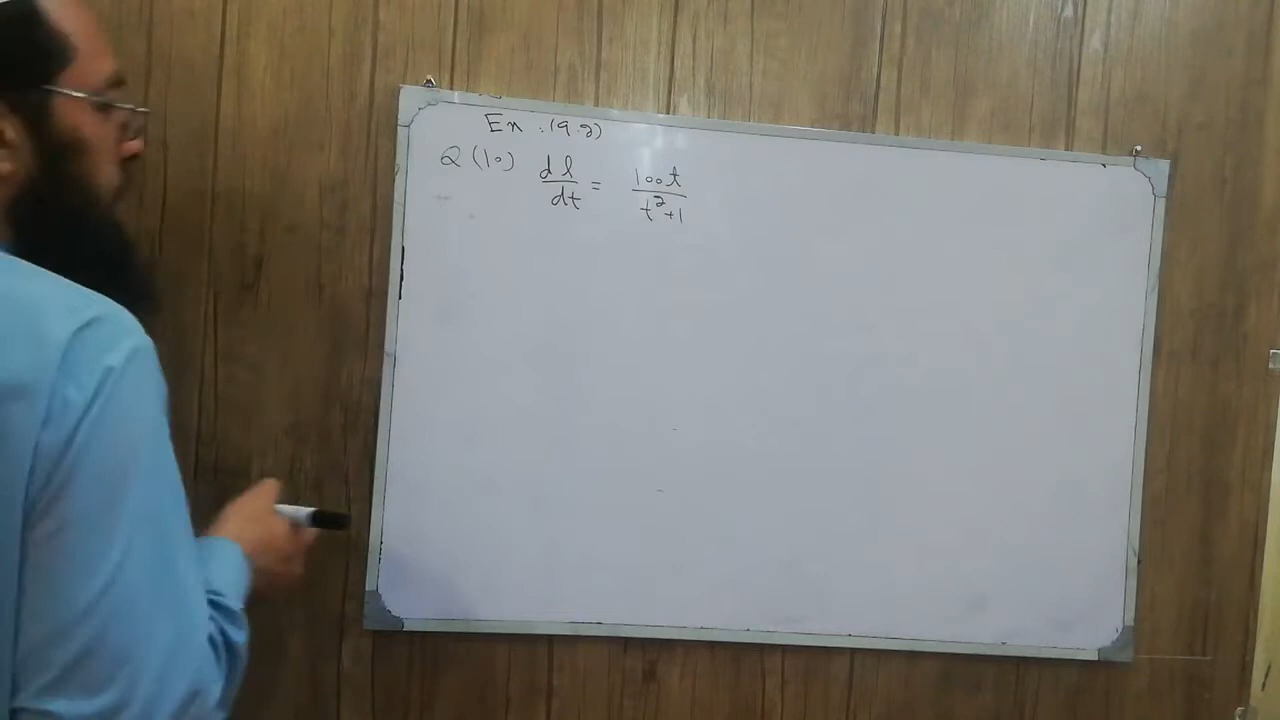 Ex : (9.2)
Q (10) dl/dt = 100t/t²+1